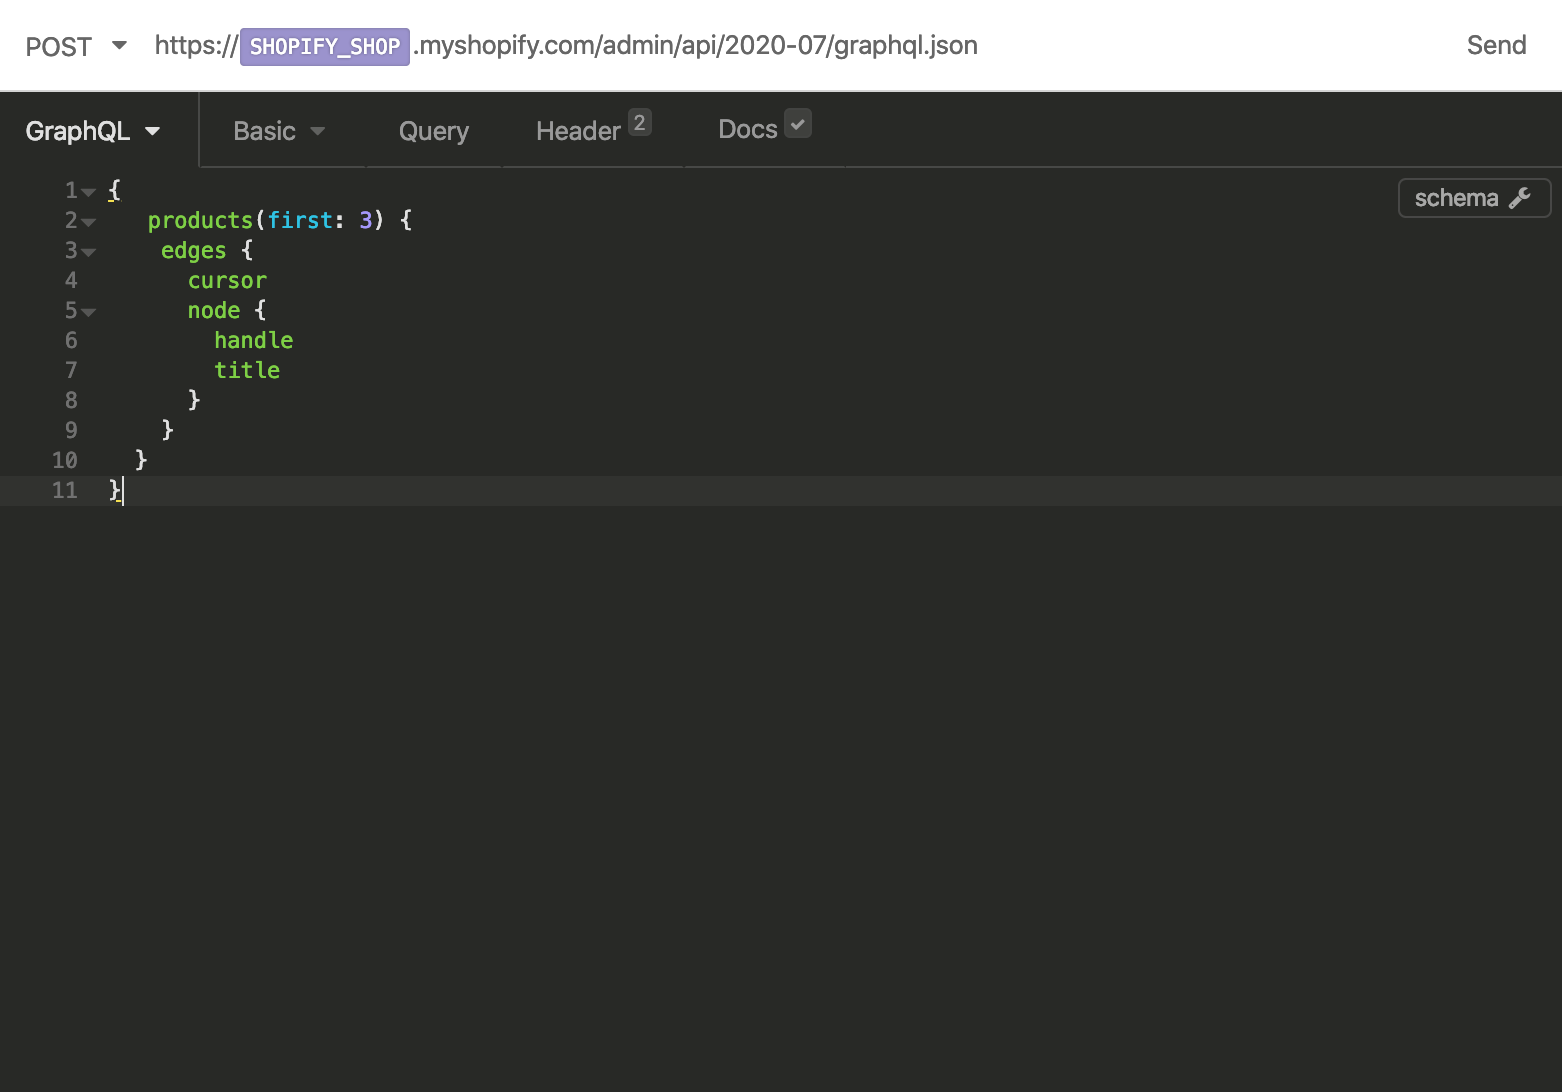 POST https://SHOPIFY_SHOP.myshopify.com/admin/api/2020-07/graphql.json Send
GraphQL Basic Query Header 2 Docs
schema
1 {
2    products(first: 3) {
3     edges {
4       cursor
5       node {
6         handle
7         title
8       }
9     }
10   }
11 }